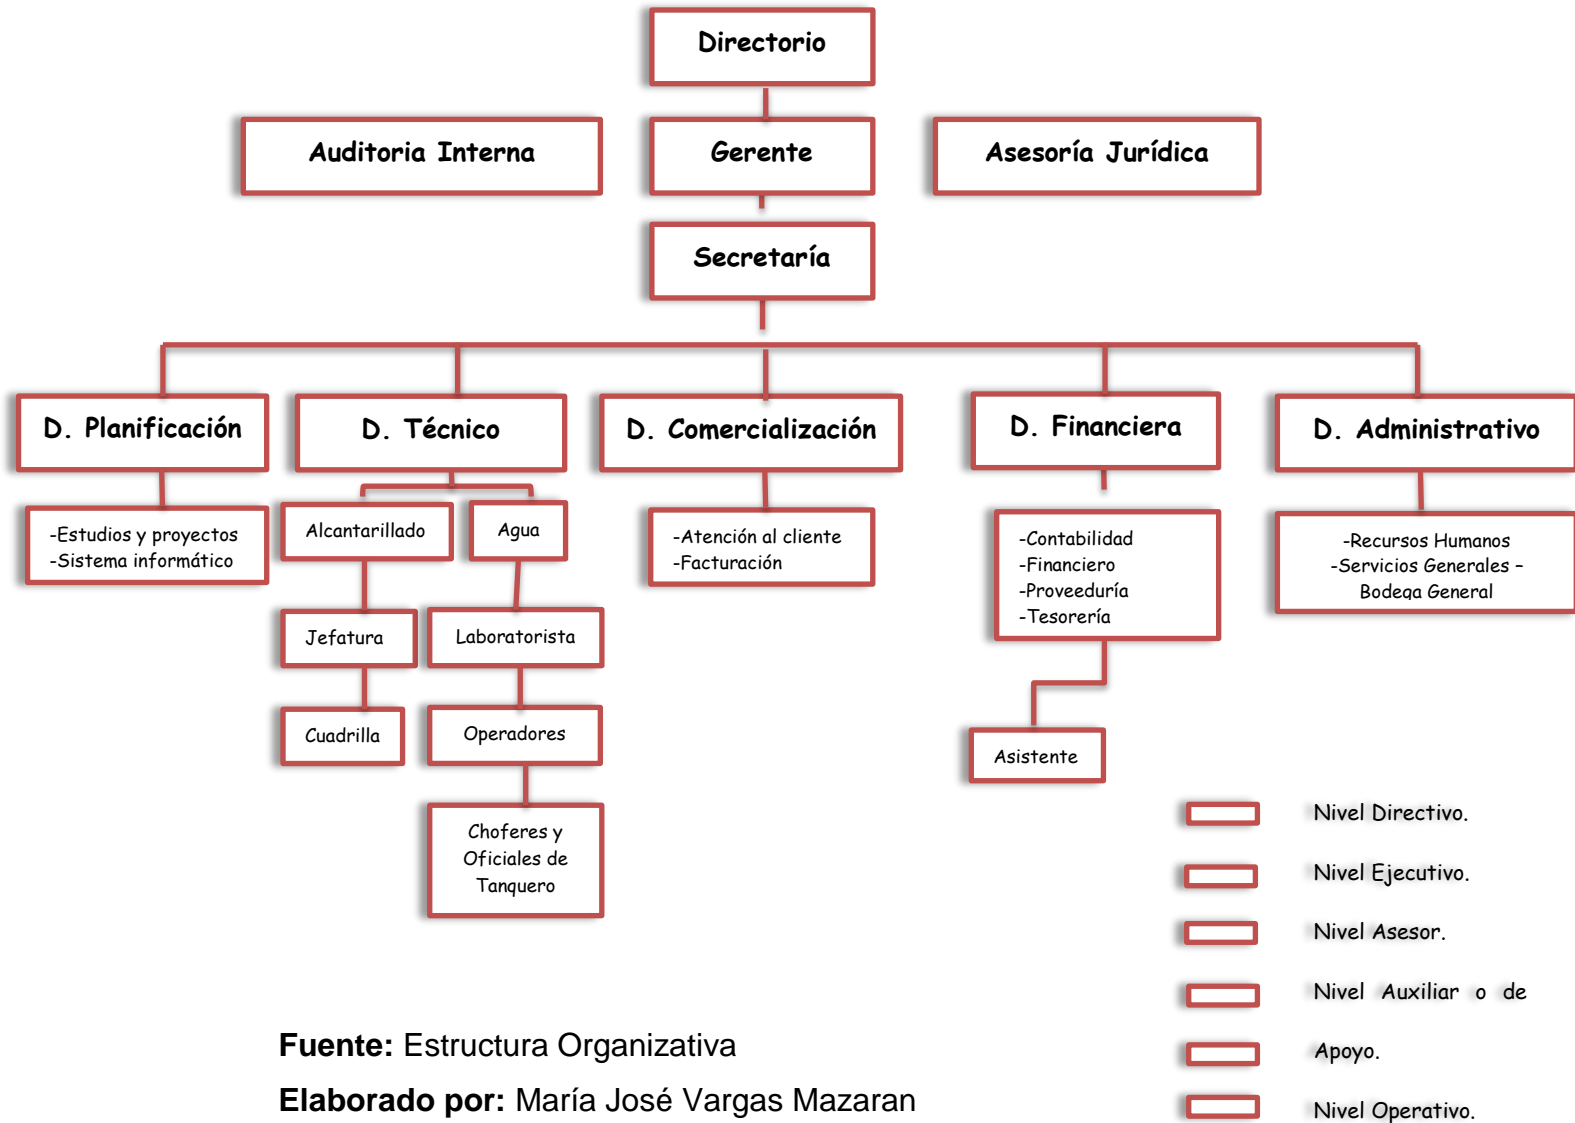 Directorio
Auditoria Interna
Gerente
Asesoría Jurídica
Secretaría
D. Planificación
D. Técnico
D. Comercialización
D. Financiera
D. Administrativo
-Estudios y proyectos
-Sistema informático
Alcantarillado
Agua
-Atención al cliente
-Facturación
-Contabilidad
-Financiero
-Proveeduría
-Tesorería
-Recursos Humanos
-Servicios Generales –
Bodega General
Jefatura
Laboratorista
Cuadrilla
Operadores
Asistente
Choferes y
Oficiales de
Tanquero
Nivel Directivo.
Nivel Ejecutivo.
Nivel Asesor.
Nivel Auxiliar o de
Apoyo.
Nivel Operativo.
Fuente: Estructura Organizativa
Elaborado por: María José Vargas Mazaran